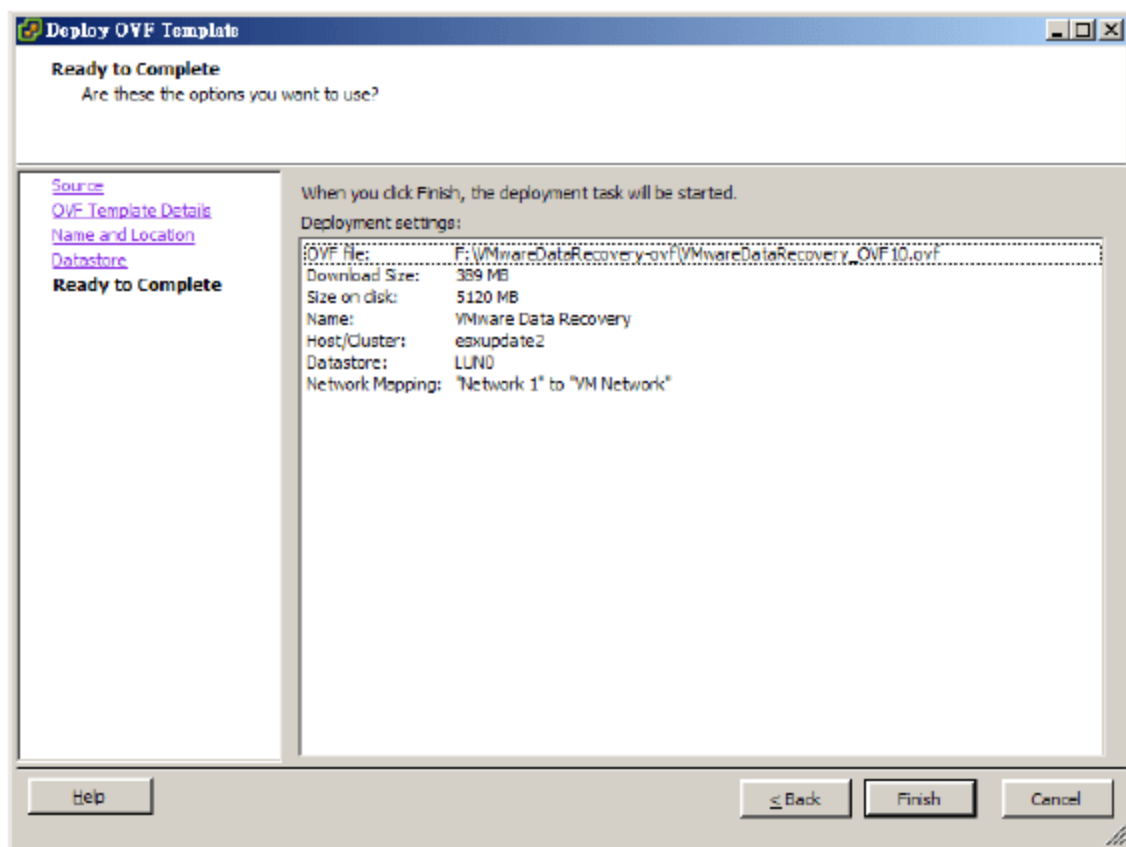 Deploy OVF Template
Ready to Complete
Are these the options you want to use?
Source
OVF Template Details
Name and Location
Datastore
Ready to Complete
When you click Finish, the deployment task will be started.
Deployment settings:
OVF file: F:\VMwareDataRecovery-ovf\VMwareDataRecovery_OVF10.ovf
Download Size: 389 MB
Size on disk: 5120 MB
Name: VMware Data Recovery
Host/Cluster: esxupdate2
Datastore: LUN0
Network Mapping: "Network 1" to "VM Network"
Help
< Back
Finish
Cancel